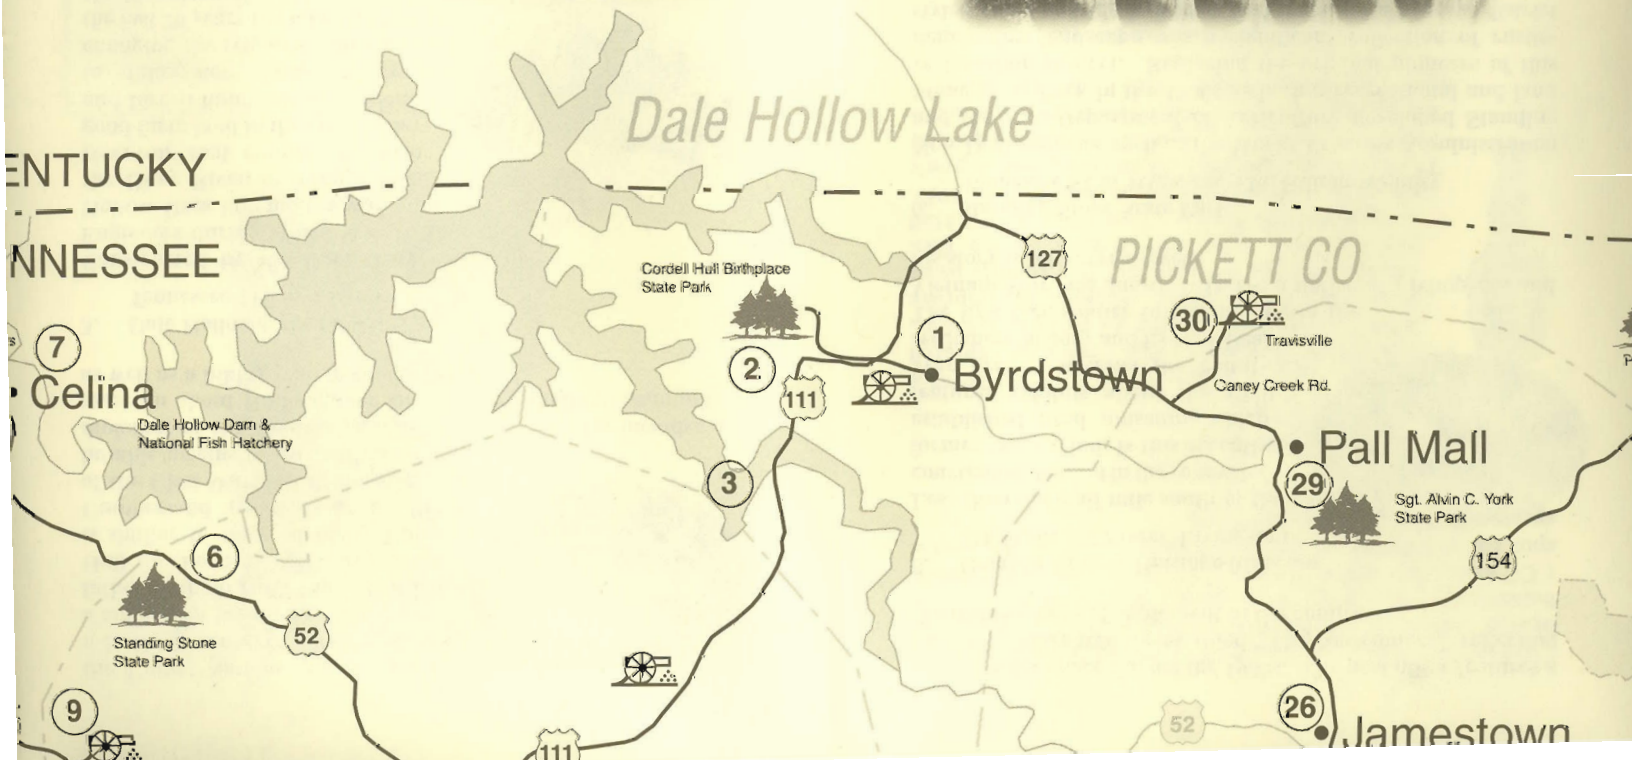 Dale Hollow Lake
ENTUCKY
NNESSEE
127
PICKETT CO
Cordell Hull Birthplace
State Park
30
Travisville
Caney Creek Rd.
1
2
Byrdstown
111
7
Celina
Dale Hollow Dam &
National Fish Hatchery
3
Pall Mall
29
Sgt. Alvin C. York
State Park
154
6
Standing Stone
State Park
52
9
111
52
26
Jamestown